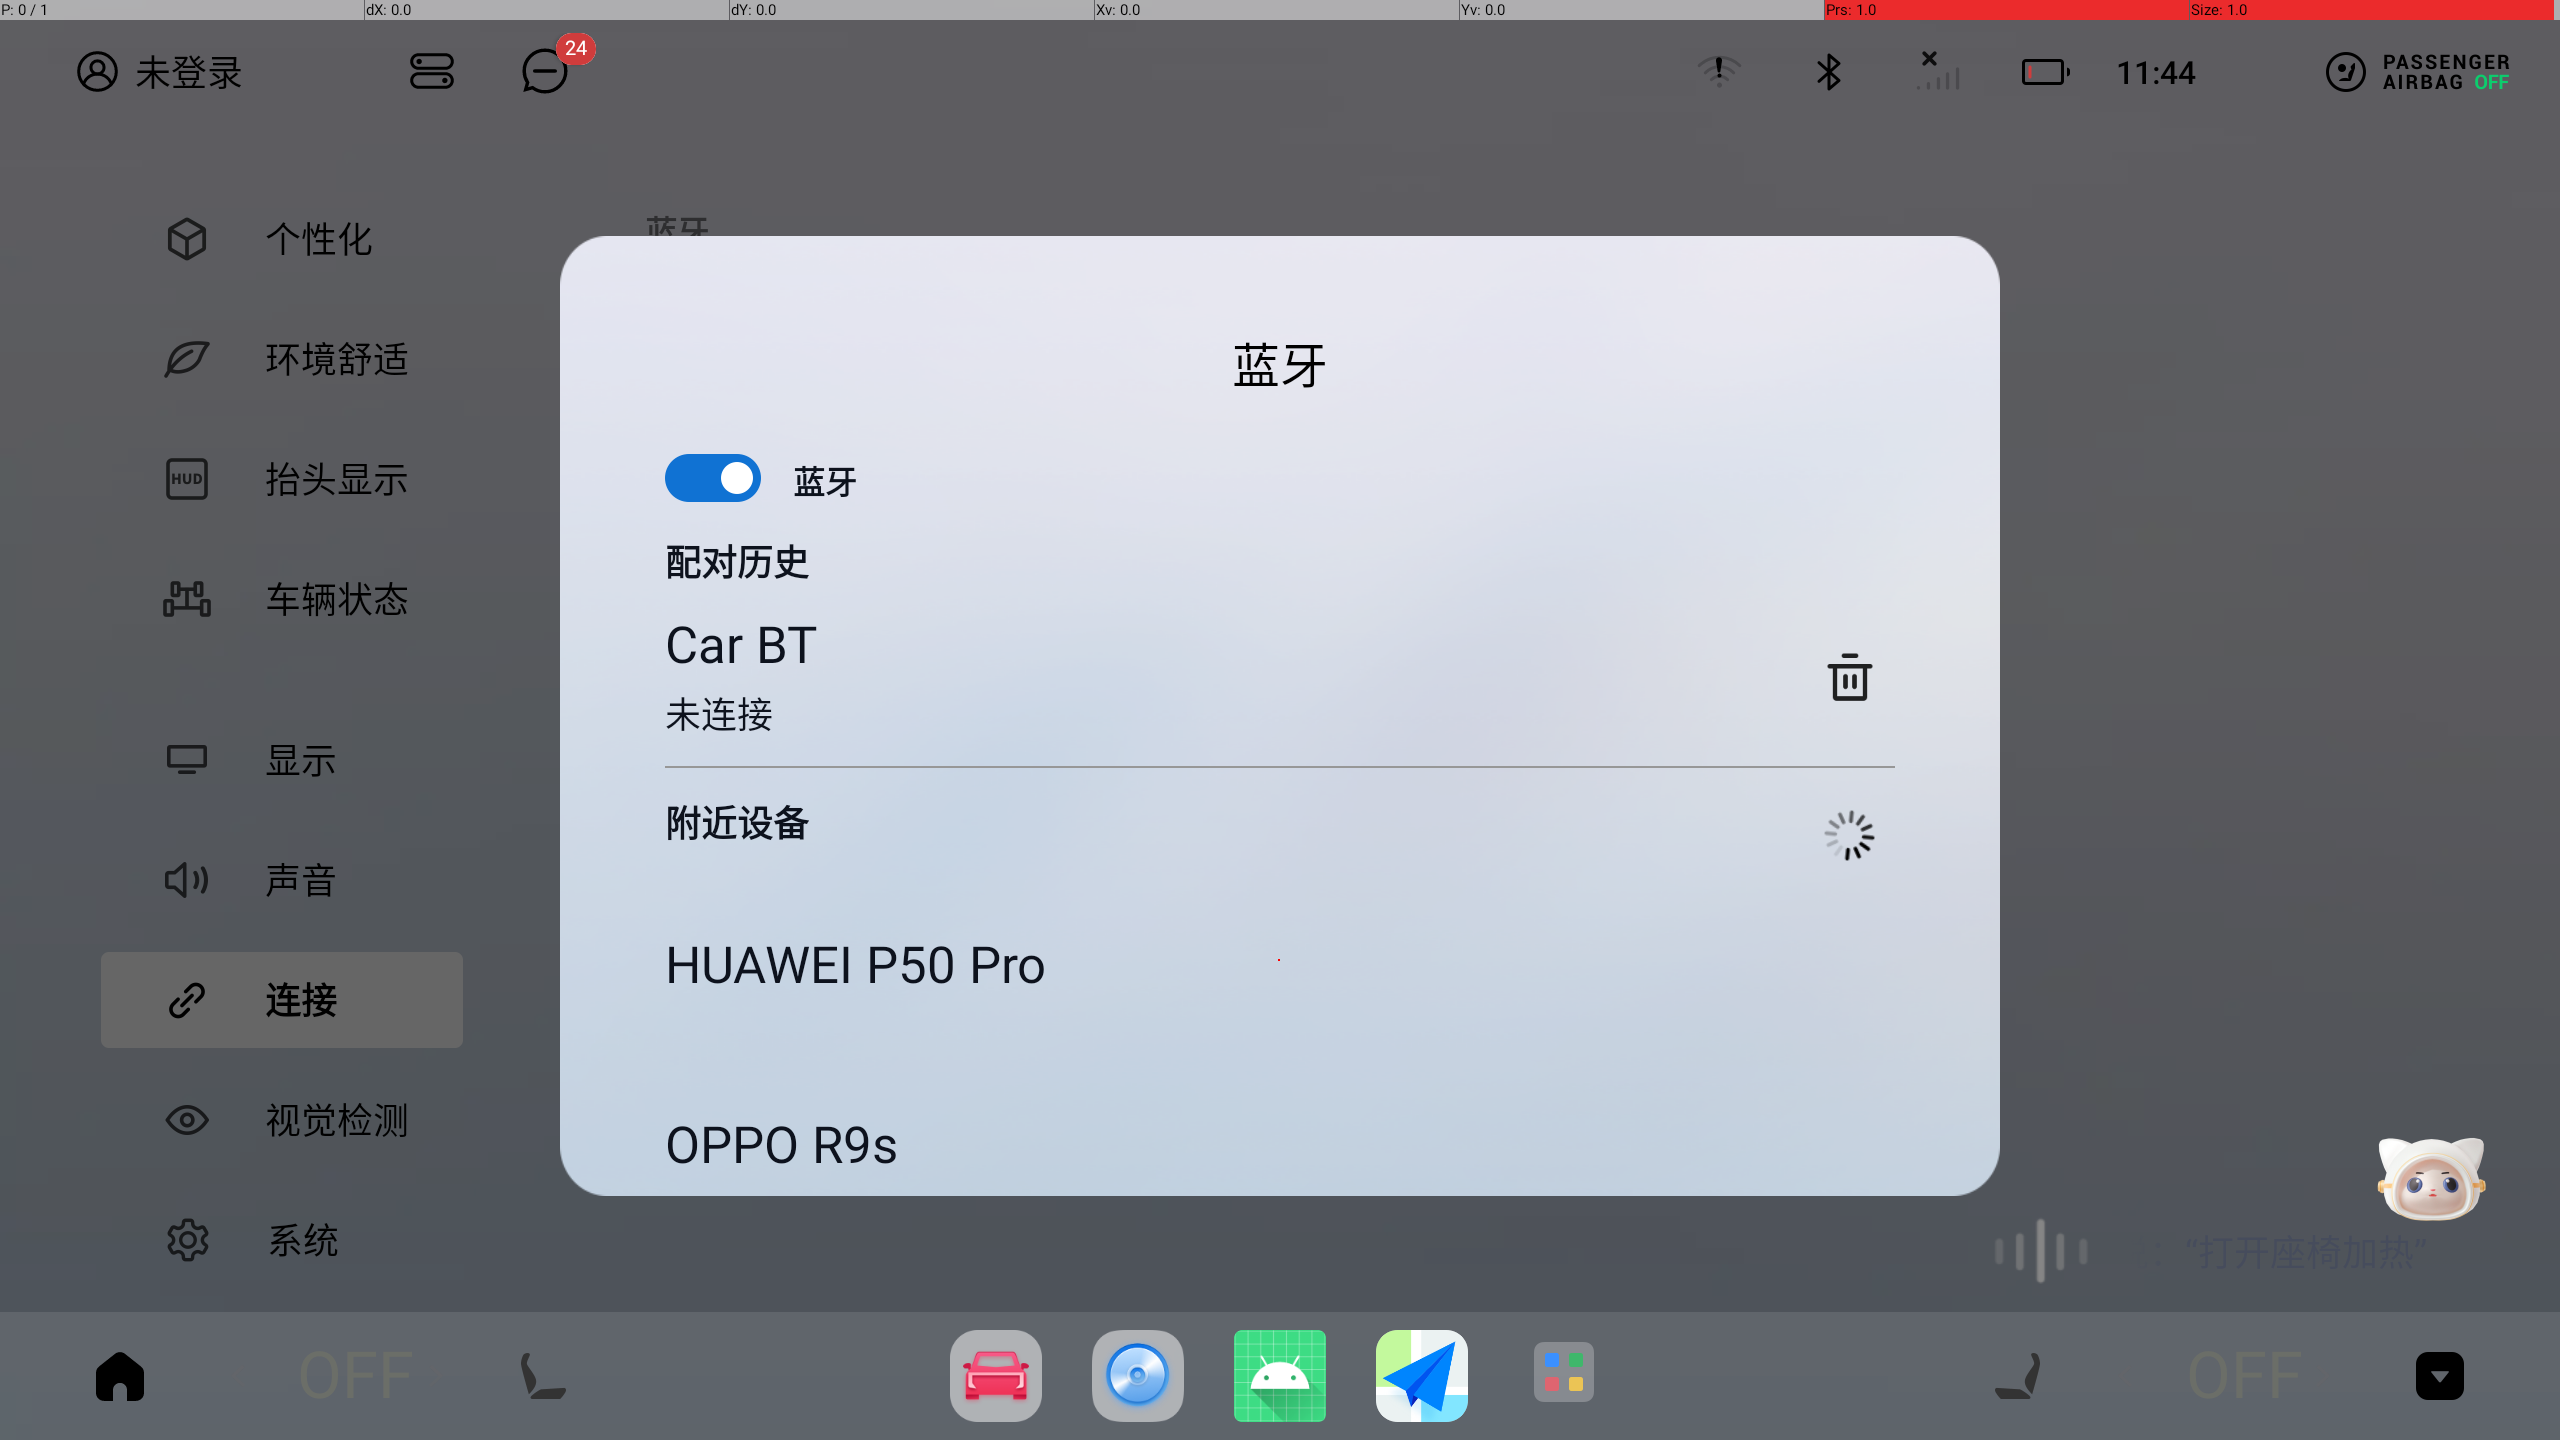 P: 0 / 1
dX: 0.0
dY: 0.0
Xv: 0.0
Yv: 0.0
Prs: 1.0
Size: 1.0
未登录
24
11:44
PASSENGER
AIRBAG OFF
个性化
环境舒适
HUD
抬头显示
车辆状态
显示
声音
连接
视觉检测
系统
蓝牙
蓝牙
蓝牙
配对历史
Car BT
未连接
附近设备
HUAWEI P50 Pro
OPPO R9s
“打开座椅加热”
OFF
OFF